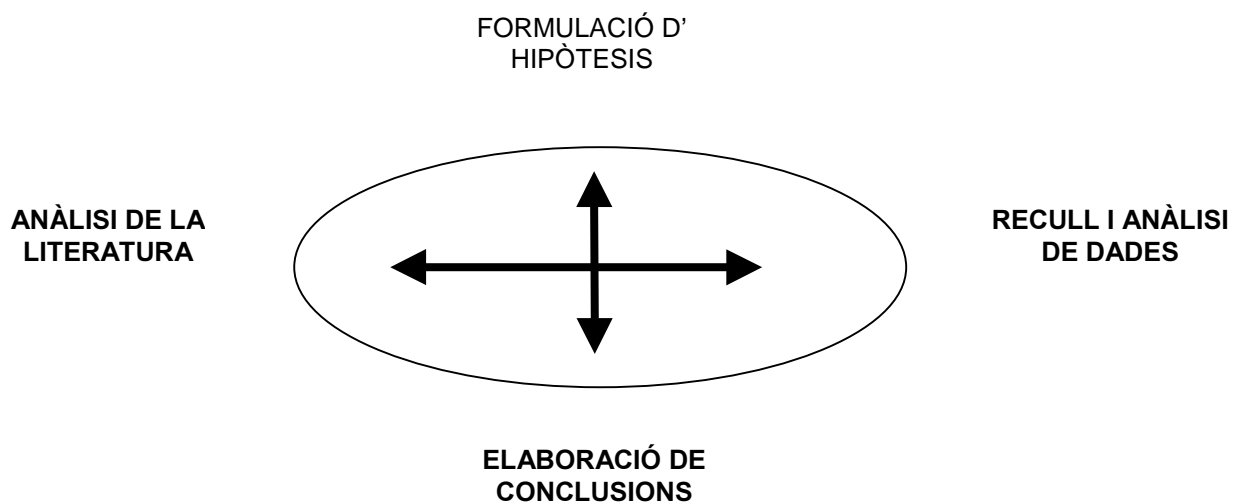 FORMULACIÓ D’
HIPÒTESIS
ANÀLISI DE LA
LITERATURA
RECULL I ANÀLISI
DE DADES
ELABORACIÓ DE
CONCLUSIONS